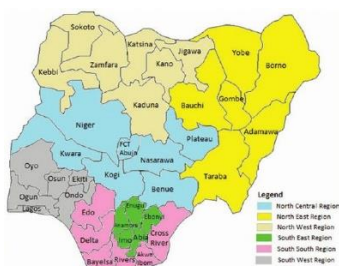 Sokoto
Katsina
Jigawa
Yobe
Borno
Zamfara
Kano
Kebbi
Kaduna
Bauchi
Gombe
Adamawa
Niger
FCT
Abuja
Plateau
Kwara
Nasarawa
Taraba
Oyo
Kogi
Benue
Osun
Ekiti
Ogun
Ondo
Lagos
Edo
Enugu
Ebonyi
Anambra
Imo
Abia
Cross
River
Delta
Bayelsa
Rivers
Akwa
Ibom
Legend
North Central Region
North East Region
North West Region
South East Region
South South Region
South West Region